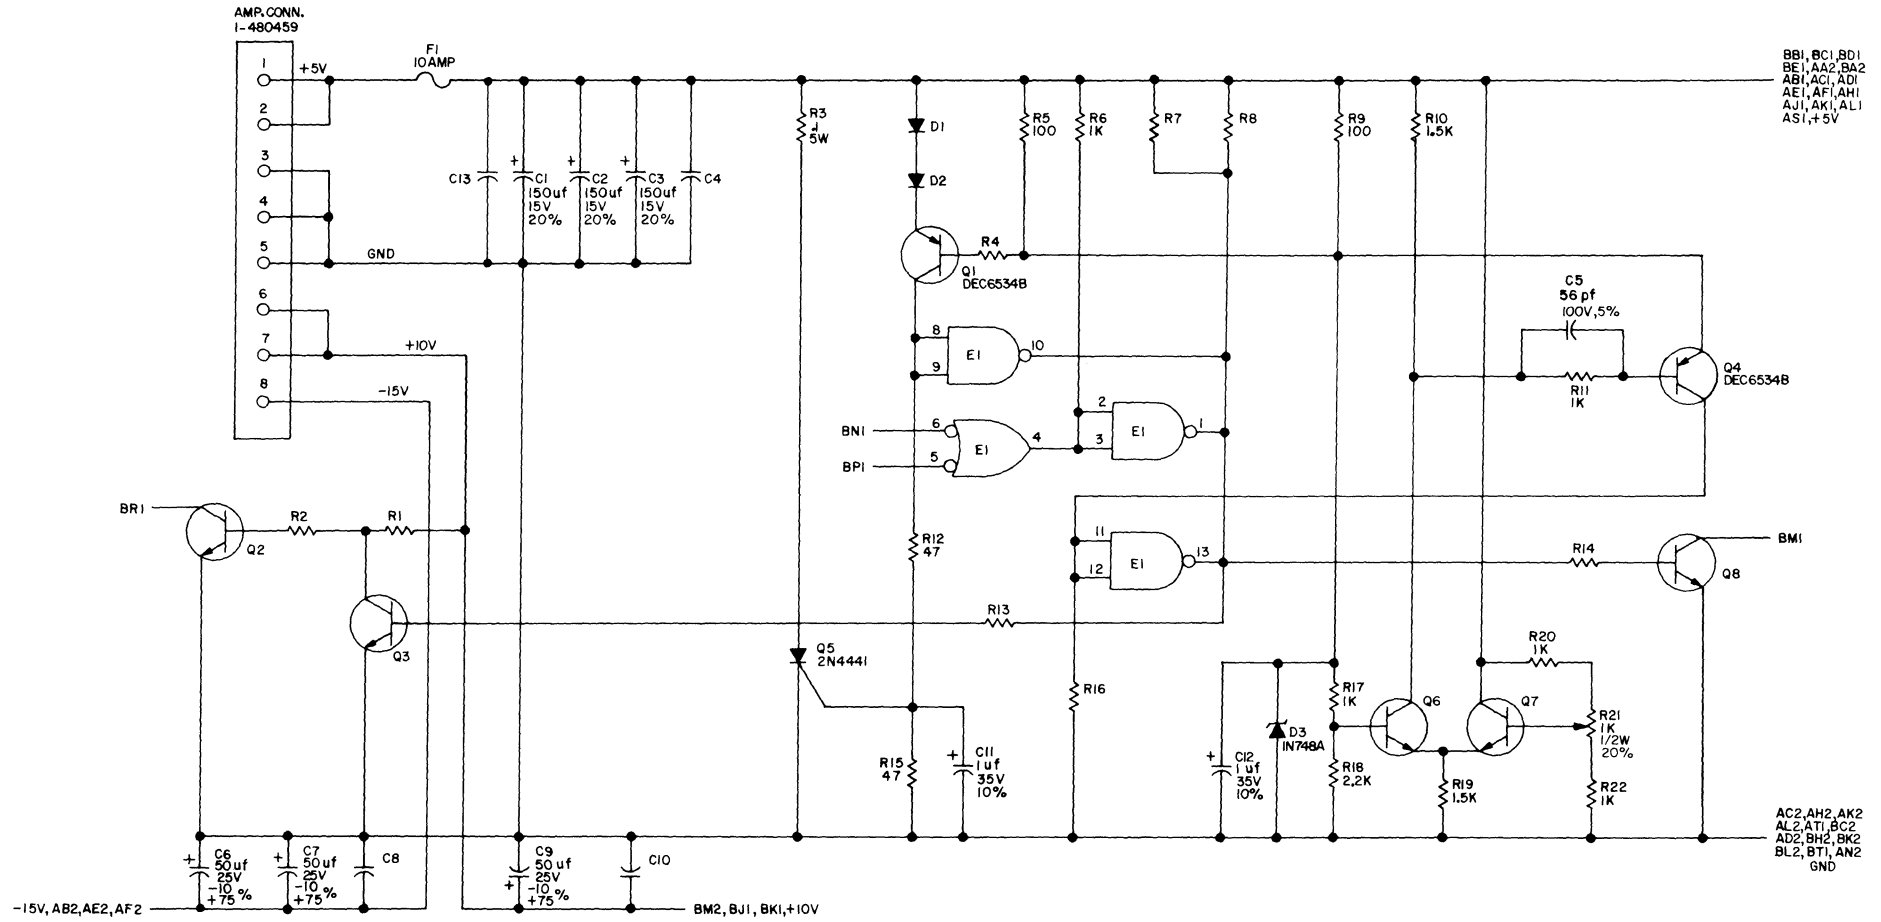 AMP. CONN.
1-480459
1
+5V
2
3
4
5
GND
6
7
+10V
8
-15V
F1
10AMP
C13
+
C1
150uf
15V
20%
+
C2
150uf
15V
20%
+
C3
150uf
15V
20%
C4
R3
.1
5W
D1
D2
R5
100
R6
1K
R7
R8
R9
100
R10
1.5K
BB1, BC1, BD1
BE1, AA2, BA2
AB1, AC1, AD1
AE1, AF1, AH1
AJ1, AK1, AL1
AS1, +5V
R4
Q1
DEC6534B
C5
56 pf
100V, 5%
R11
1K
Q4
DEC6534B
8
9
E1
10
BN1
6
BP1
5
E1
4
2
3
E1
1
BR1
Q2
R2
R1
Q3
R12
47
11
12
E1
13
R14
BM1
Q8
R13
Q5
2N4441
R16
R15
47
+
C11
1uf
35V
10%
+
C12
1uf
35V
10%
D3
1N748A
R17
1K
R18
2.2K
Q6
Q7
R19
1.5K
R20
1K
R21
1K
1/2W
20%
R22
1K
AC2, AH2, AK2
AL2, AT1, BC2
AD2, BH2, BK2
BL2, BT1, AN2
GND
+
C6
50uf
25V
-10
+75%
+
C7
50uf
25V
-10
+75%
C8
C9
50uf
25V
-10
+75%
+
C10
-15V, AB2, AE2, AF2
BM2, BJ1, BK1, +10V